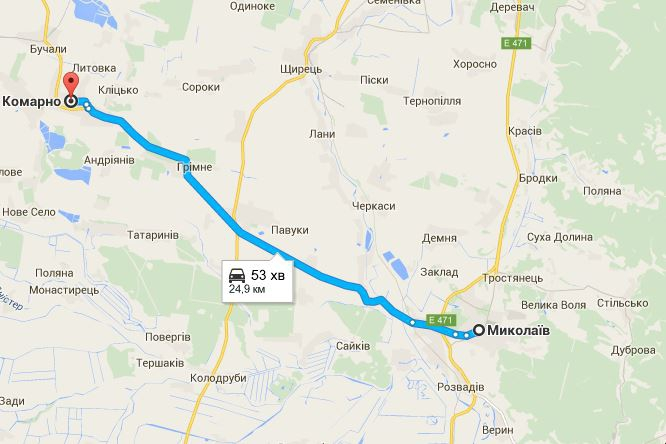 Одиноке
Семенівка
Деревач
E 471
Бучали
Литовка
Щирець
Піски
Хоросно
Кліцько
Сороки
Комарно
Тернопілля
Лани
Красів
Андріянів
Грімне
Бродки
Поляна
Нове Село
Черкаси
Татаринів
Павуки
Демня
Суха Долина
Поляна
53 хв
Заклад
Тростянець
Монастирець
24,9 км
Велика Воля
Стільсько
E 471
Миколаїв
Повергів
Сайків
Дуброва
Тершаків
Колодруби
Розвадів
Зади
Верин